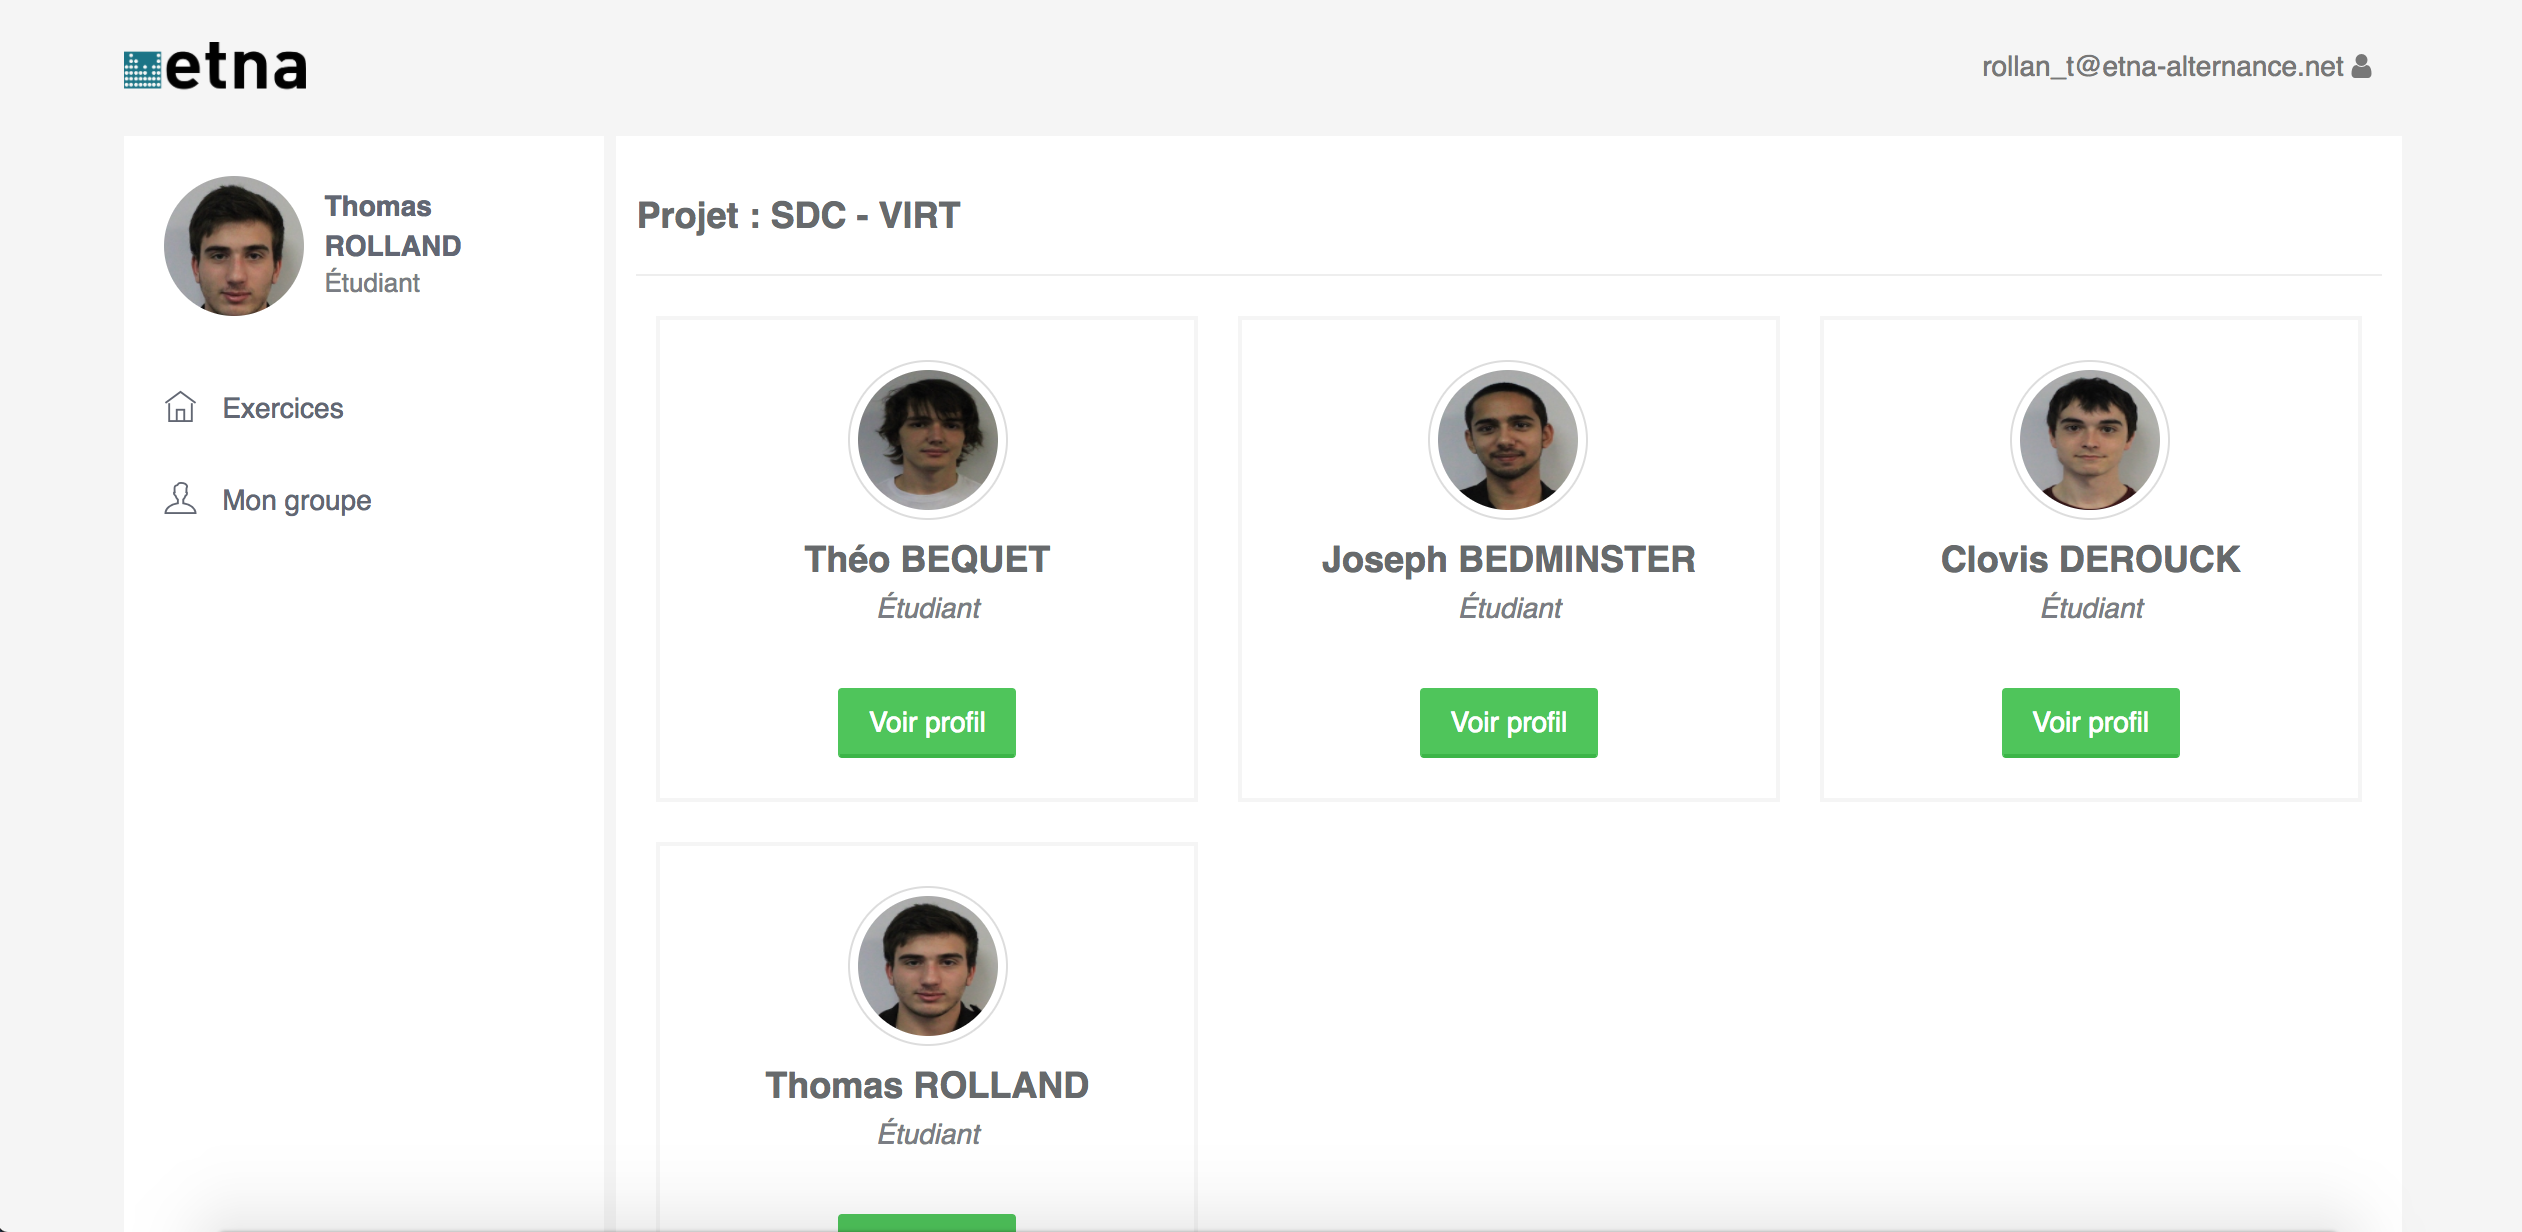 etna
rollan_t@etna-alternance.net
Thomas
ROLLAND
Étudiant
Exercices
Mon groupe
Projet : SDC - VIRT
Théo BEQUET
Étudiant
Voir profil
Joseph BEDMINSTER
Étudiant
Voir profil
Clovis DEROUCK
Étudiant
Voir profil
Thomas ROLLAND
Étudiant